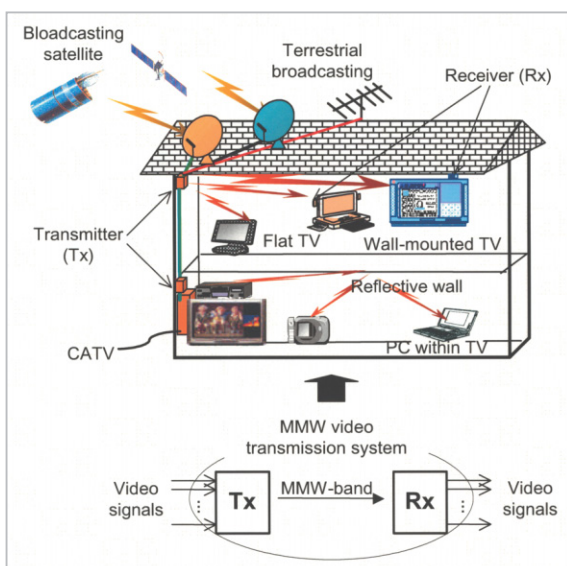 Bloadcasting
satellite
Terrestrial
broadcasting
Receiver (Rx)
Transmitter
(Tx)
Flat TV
Wall-mounted TV
Reflective wall
CATV
PC within TV
MMW video
transmission system
Video
signals
Tx
MMW-band
Rx
Video
signals